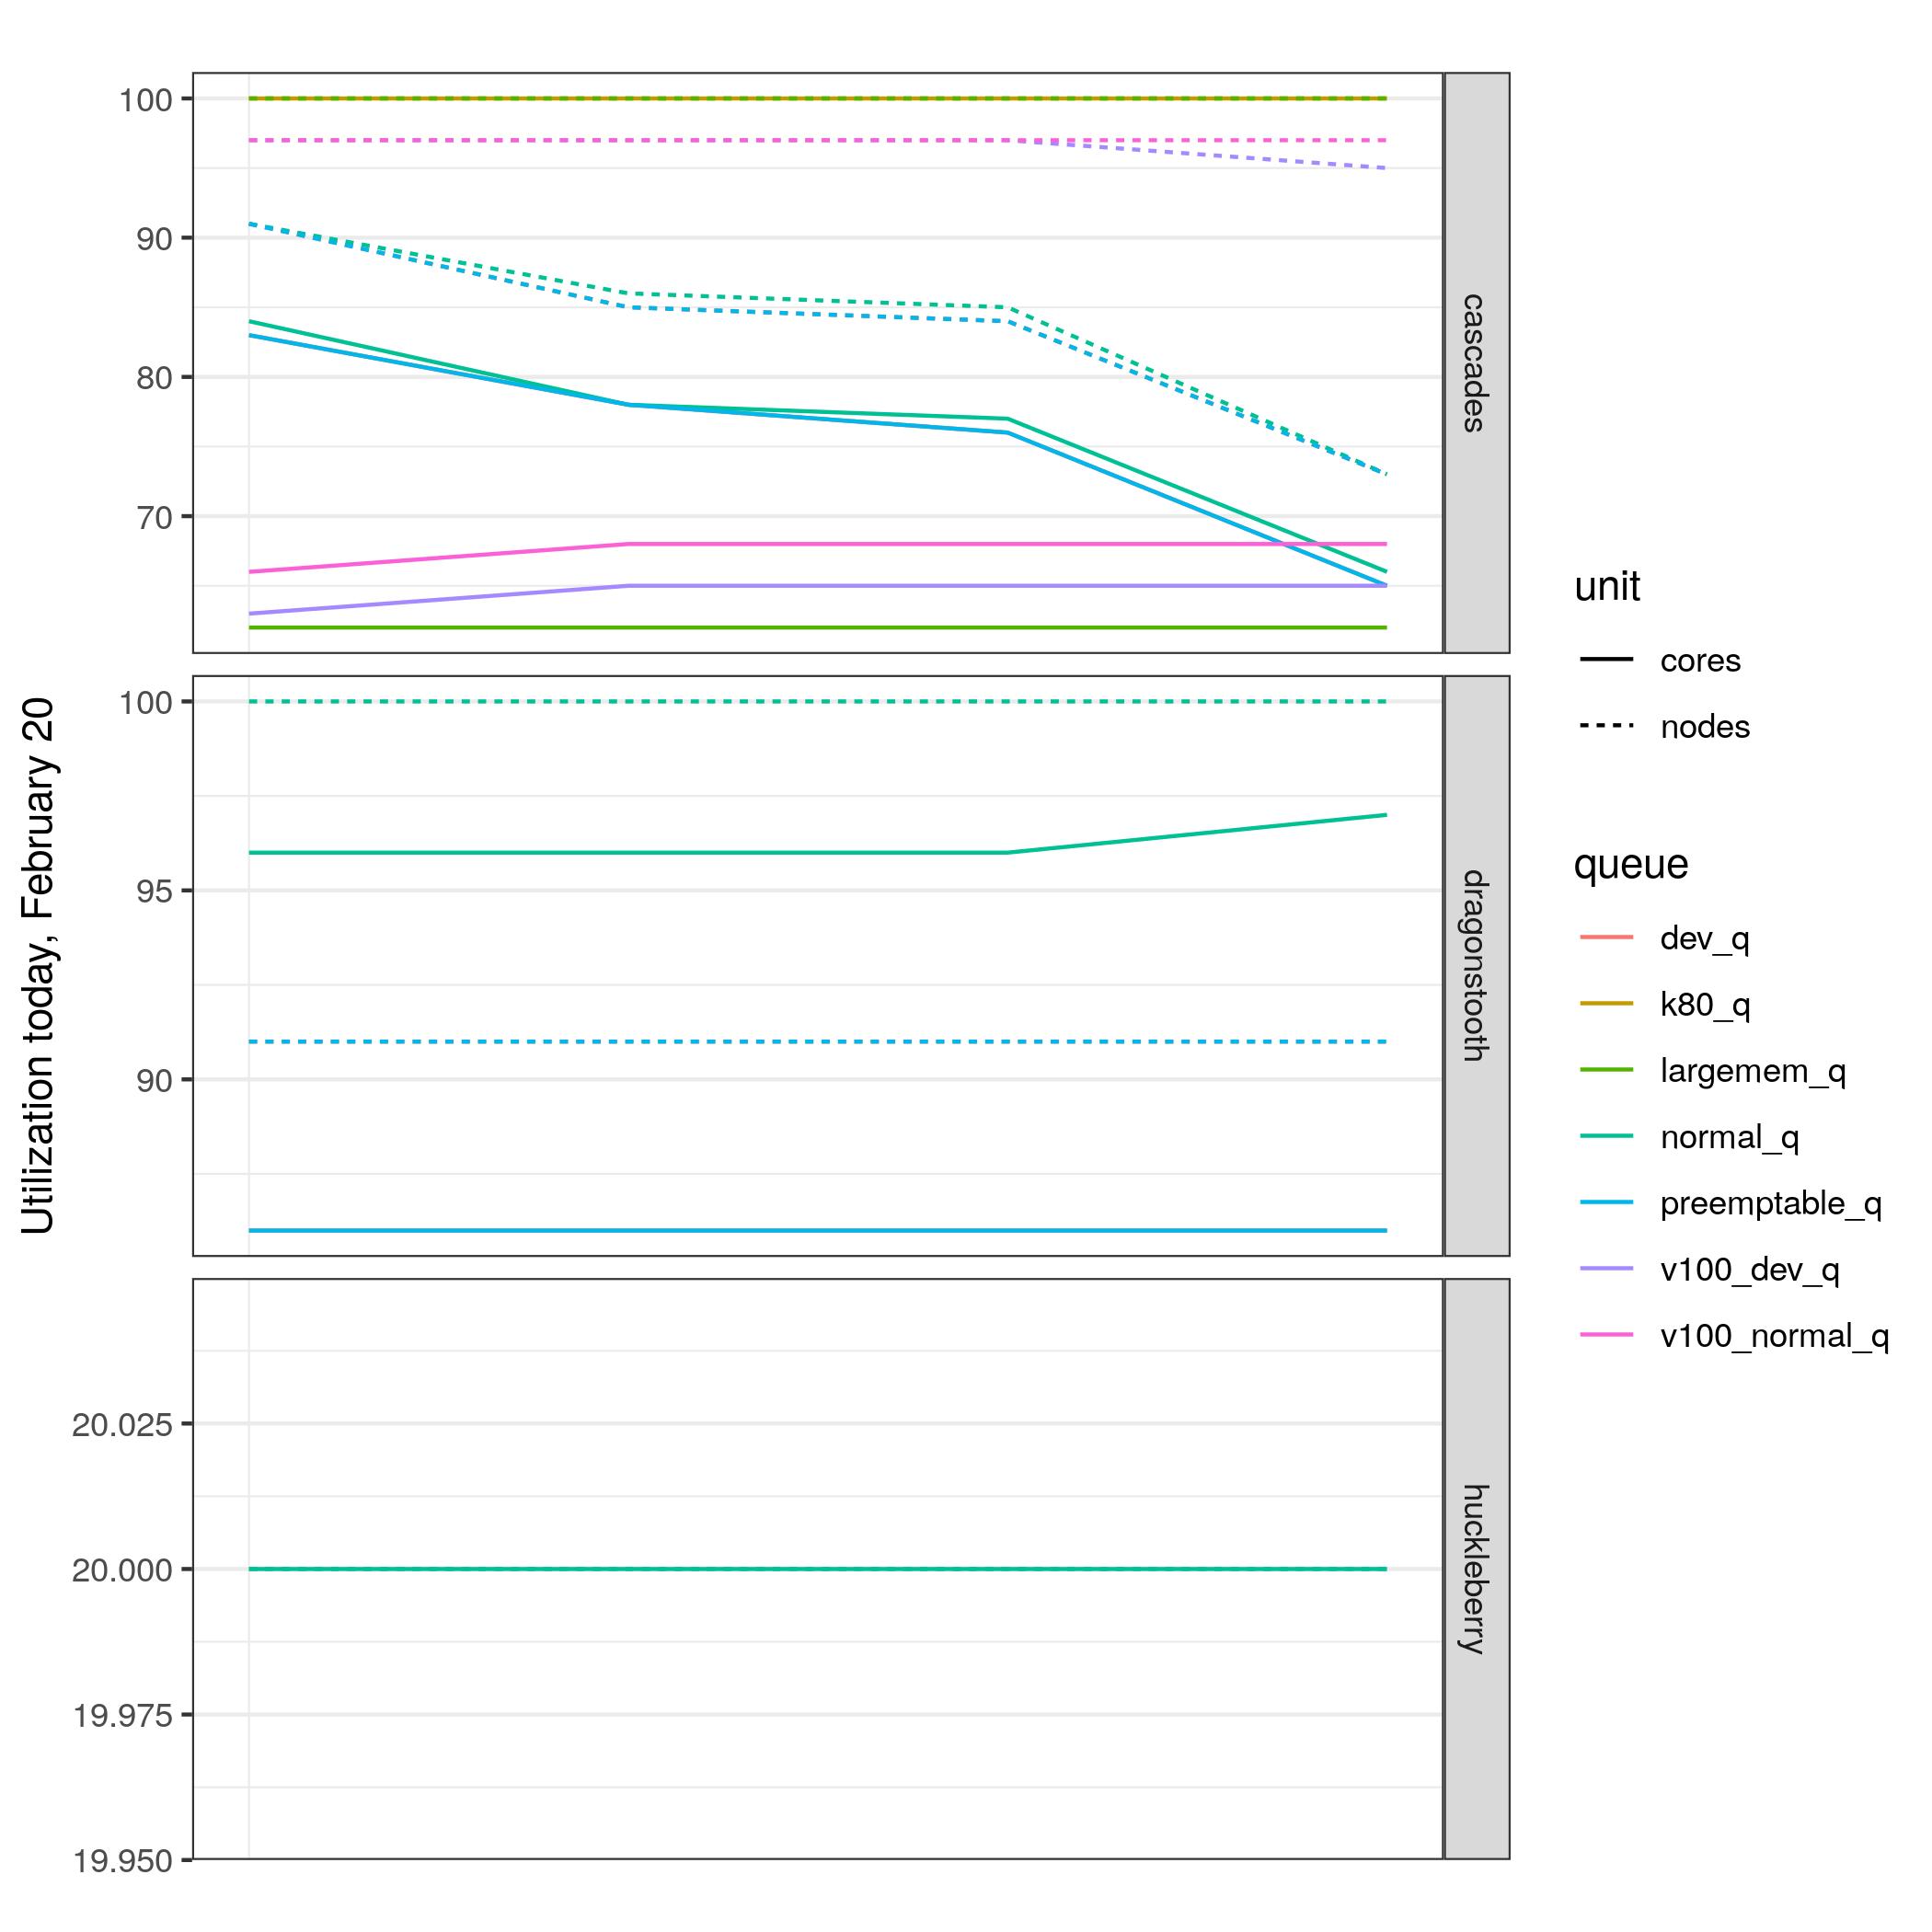 Utilization today, February 20
100
90
80
70
cascades
100
95
90
dragonstooth
20.025
20.000
19.975
19.950
huckleberry
unit
cores
nodes
queue
dev_q
k80_q
largemem_q
normal_q
preemptable_q
v100_dev_q
v100_normal_q